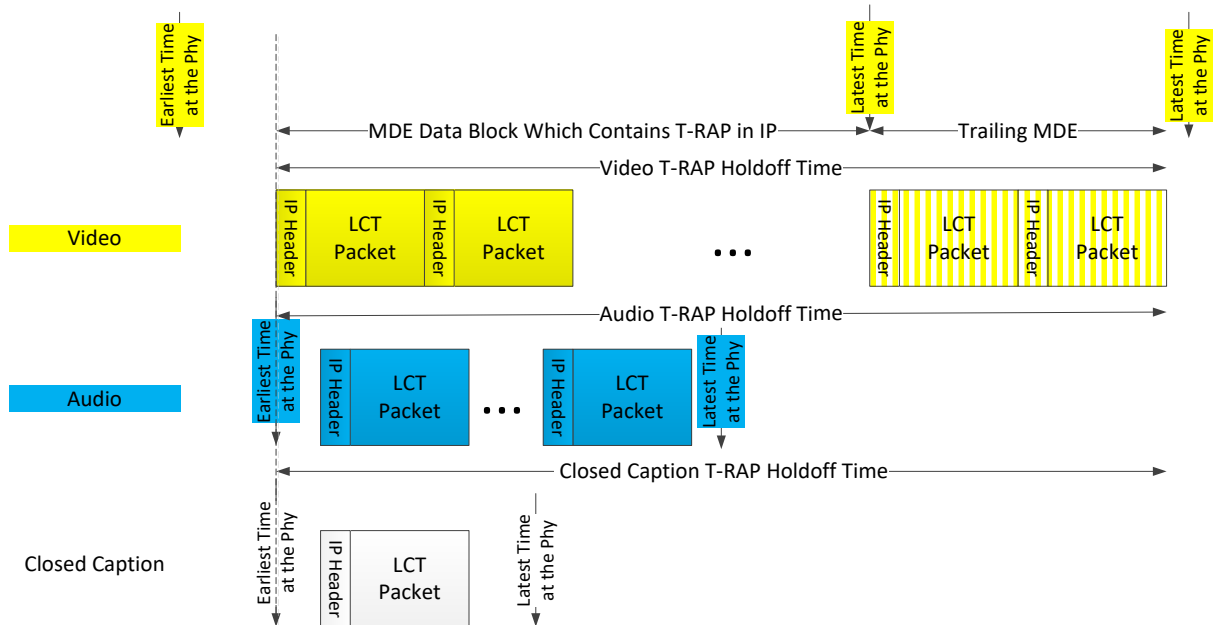 Earliest Time
at the Phy
Latest Time
at the Phy
Latest Time
at the Phy
MDE Data Block Which Contains T-RAP in IP
Trailing MDE
Video T-RAP Holdoff Time
Video
IP Header
LCT
Packet
IP Header
LCT
Packet
...
IP Header
LCT
Packet
IP Header
LCT
Packet
Audio T-RAP Holdoff Time
Audio
Earliest Time
at the Phy
IP Header
LCT
Packet
...
IP Header
LCT
Packet
Latest Time
at the Phy
Closed Caption T-RAP Holdoff Time
Closed Caption
Earliest Time
at the Phy
IP Header
LCT
Packet
Latest Time
at the Phy